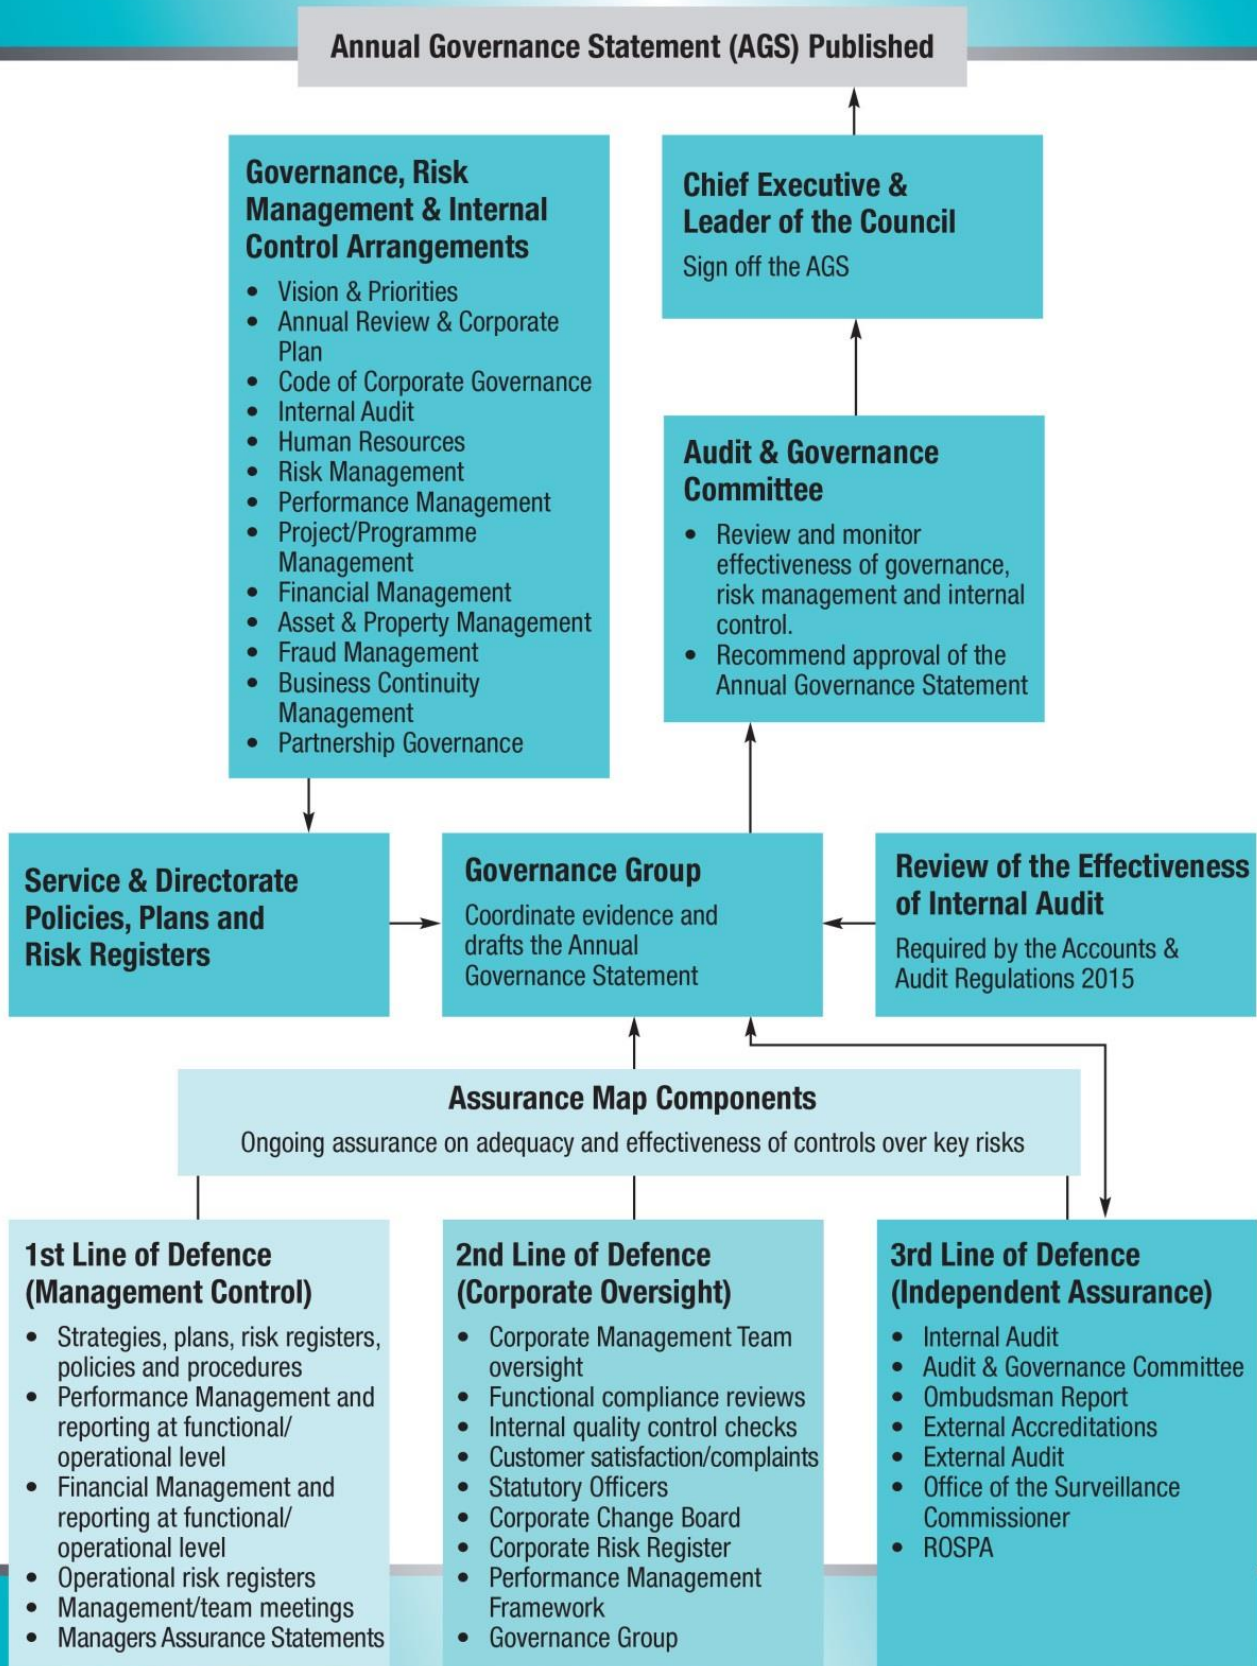 Annual Governance Statement (AGS) Published
Governance, Risk
Management & Internal
Control Arrangements
• Vision & Priorities
• Annual Review & Corporate
Plan
• Code of Corporate Governance
• Internal Audit
• Human Resources
• Risk Management
• Performance Management
• Project/Programme
Management
• Financial Management
• Asset & Property Management
• Fraud Management
• Business Continuity
Management
• Partnership Governance
Chief Executive &
Leader of the Council
Sign off the AGS
Audit & Governance
Committee
• Review and monitor
effectiveness of governance,
risk management and internal
control.
• Recommend approval of the
Annual Governance Statement
Service & Directorate
Policies, Plans and
Risk Registers
Governance Group
Coordinate evidence and
drafts the Annual
Governance Statement
Review of the Effectiveness
of Internal Audit
Required by the Accounts &
Audit Regulations 2015
Assurance Map Components
Ongoing assurance on adequacy and effectiveness of controls over key risks
1st Line of Defence
(Management Control)
• Strategies, plans, risk registers,
policies and procedures
• Performance Management and
reporting at functional/
operational level
• Financial Management and
reporting at functional/
operational level
• Operational risk registers
• Management/team meetings
• Managers Assurance Statements
2nd Line of Defence
(Corporate Oversight)
• Corporate Management Team
oversight
• Functional compliance reviews
• Internal quality control checks
• Customer satisfaction/complaints
• Statutory Officers
• Corporate Change Board
• Corporate Risk Register
• Performance Management
Framework
• Governance Group
3rd Line of Defence
(Independent Assurance)
• Internal Audit
• Audit & Governance Committee
• Ombudsman Report
• External Accreditations
• External Audit
• Office of the Surveillance
Commissioner
• ROSPA